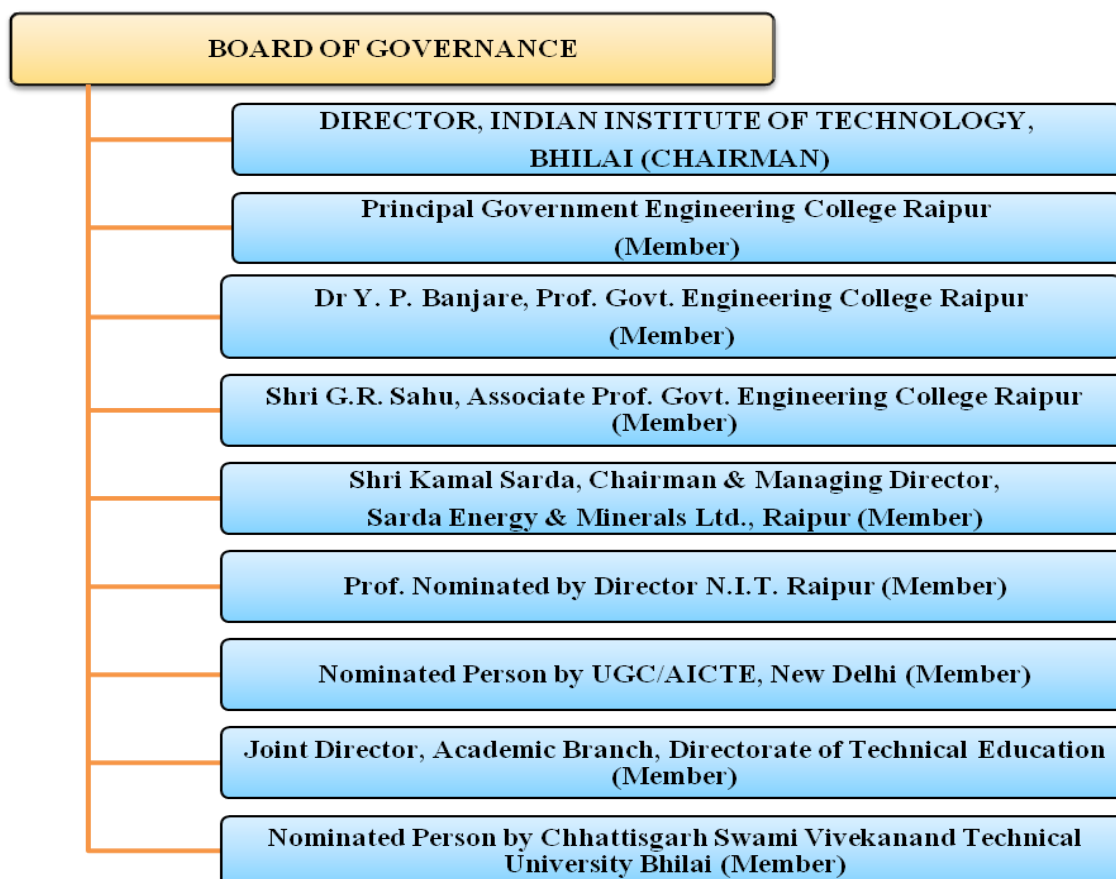 BOARD OF GOVERNANCE
DIRECTOR, INDIAN INSTITUTE OF TECHNOLOGY,
BHILAI (CHAIRMAN)
Principal Government Engineering College Raipur
(Member)
Dr Y. P. Banjare, Prof. Govt. Engineering College Raipur
(Member)
Shri G.R. Sahu, Associate Prof. Govt. Engineering College Raipur
(Member)
Shri Kamal Sarda, Chairman & Managing Director,
Sarda Energy & Minerals Ltd., Raipur (Member)
Prof. Nominated by Director N.I.T. Raipur (Member)
Nominated Person by UGC/AICTE, New Delhi (Member)
Joint Director, Academic Branch, Directorate of Technical Education
(Member)
Nominated Person by Chhattisgarh Swami Vivekanand Technical
University Bhilai (Member)